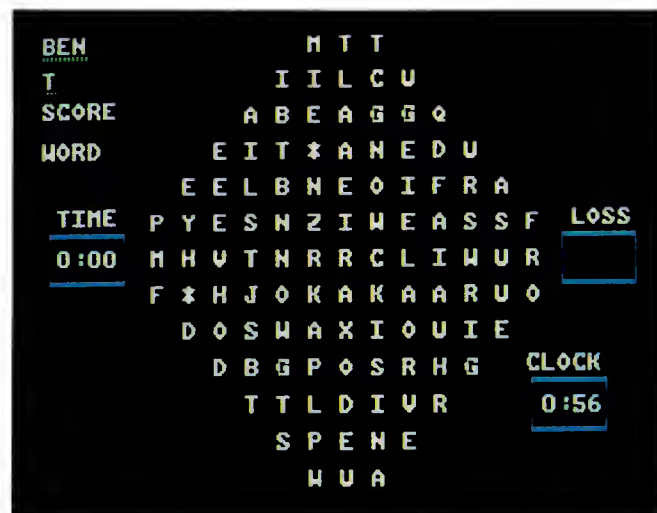 BEN M T T
T I I L C U
SCORE A B E A G G Q
WORD E I T * A N E D U
E E L B N E O I F R A
TIME P Y E S N Z I W E A S S F LOSS
0:00 M H V T N R R C L I W U R
F * H J O K A K A A R U O
D O S W A X I O U I E
D B G P O S R H G CLOCK
T T L D I V R 0:56
S P E N E
W U A